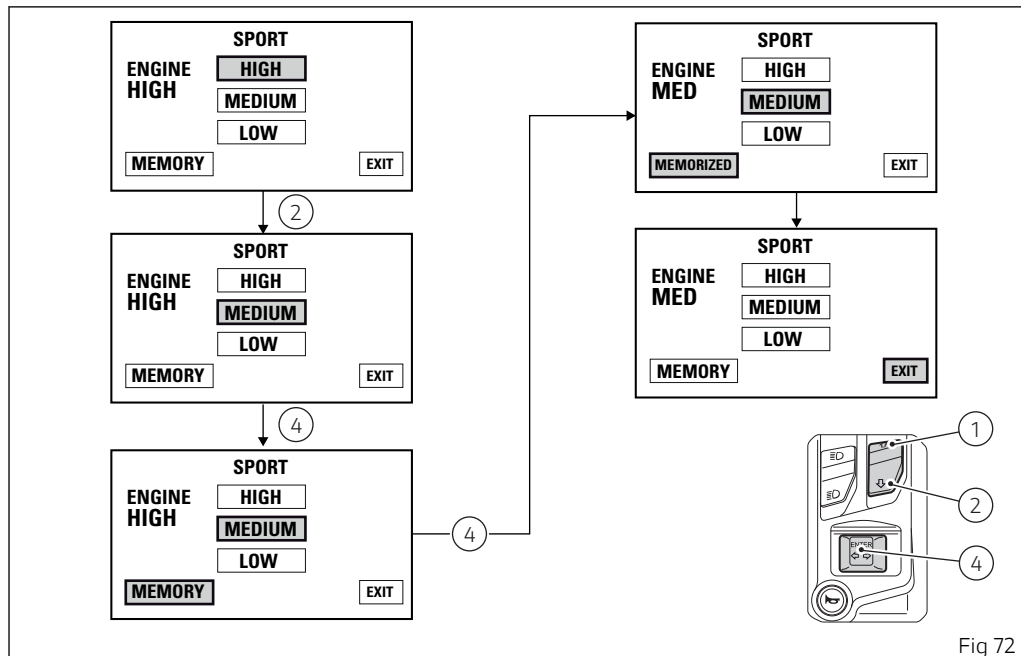 SPORT
ENGINE
HIGH
HIGH
MEDIUM
LOW
MEMORY
EXIT
2
SPORT
ENGINE
HIGH
HIGH
MEDIUM
LOW
MEMORY
EXIT
4
SPORT
ENGINE
HIGH
HIGH
MEDIUM
LOW
MEMORY
EXIT
4
SPORT
ENGINE
MED
HIGH
MEDIUM
LOW
MEMORIZED
EXIT
SPORT
ENGINE
MED
HIGH
MEDIUM
LOW
MEMORY
EXIT
1
2
ENTER
4
Fig 72